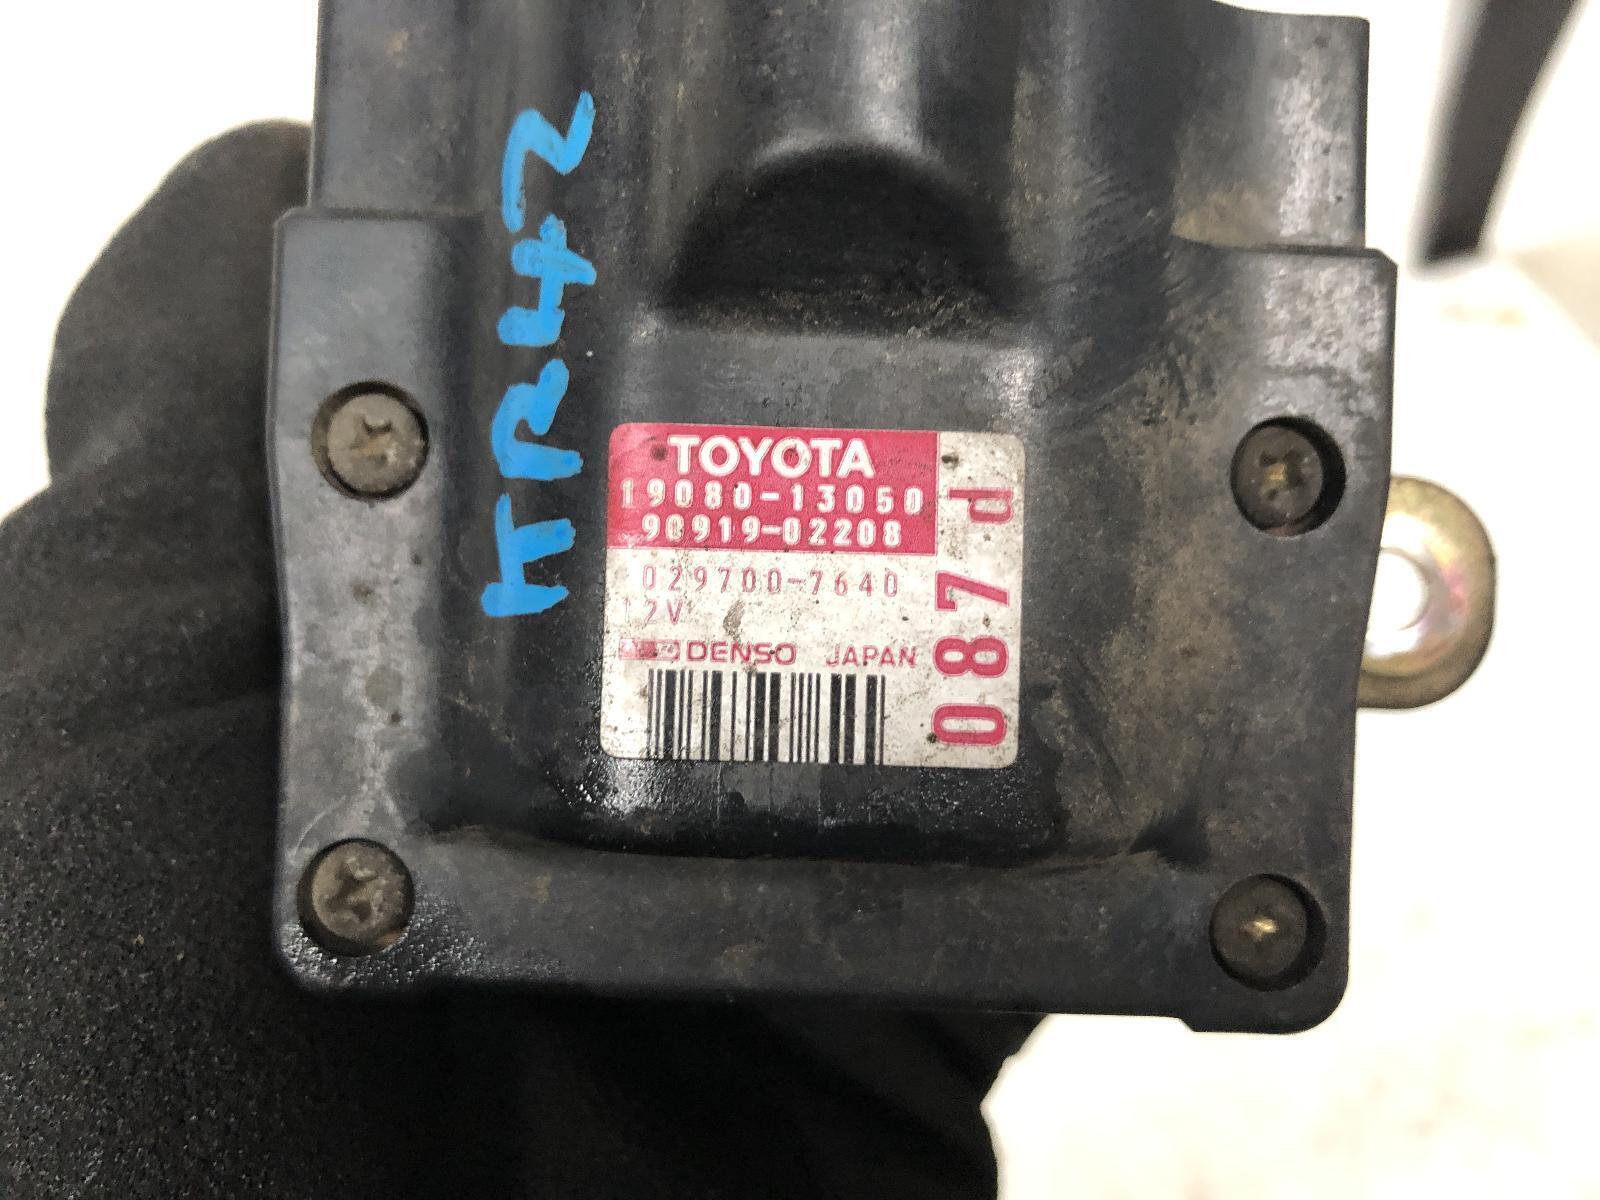 KR42
TOYOTA
19080-13050
90919-02208
029700-7640
12V
DENSO JAPAN
087d